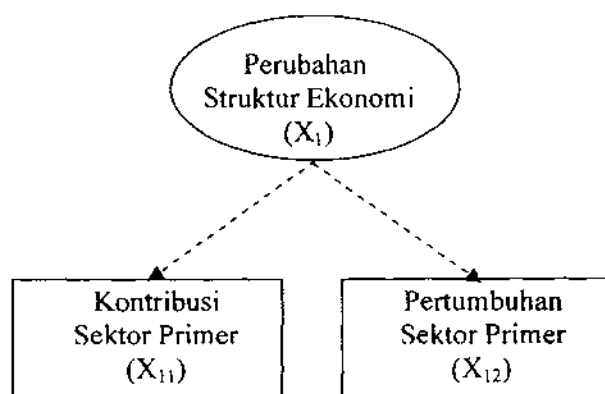 Perubahan
Struktur Ekonomi
(X₁)
Kontribusi
Sektor Primer
(X₁₁)
Pertumbuhan
Sektor Primer
(X₁₂)